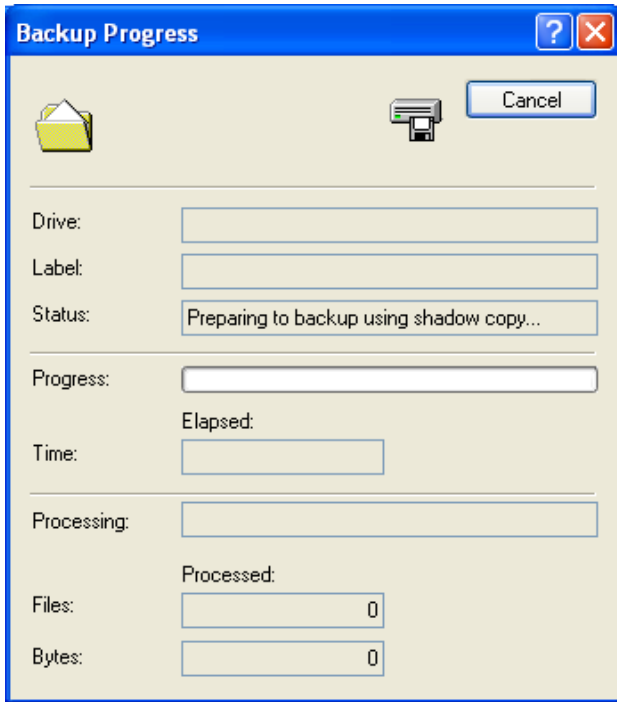 Backup Progress
Cancel
Drive:
Label:
Status: Preparing to backup using shadow copy...
Progress:
Elapsed:
Time:
Processing:
Processed:
Files: 0
Bytes: 0